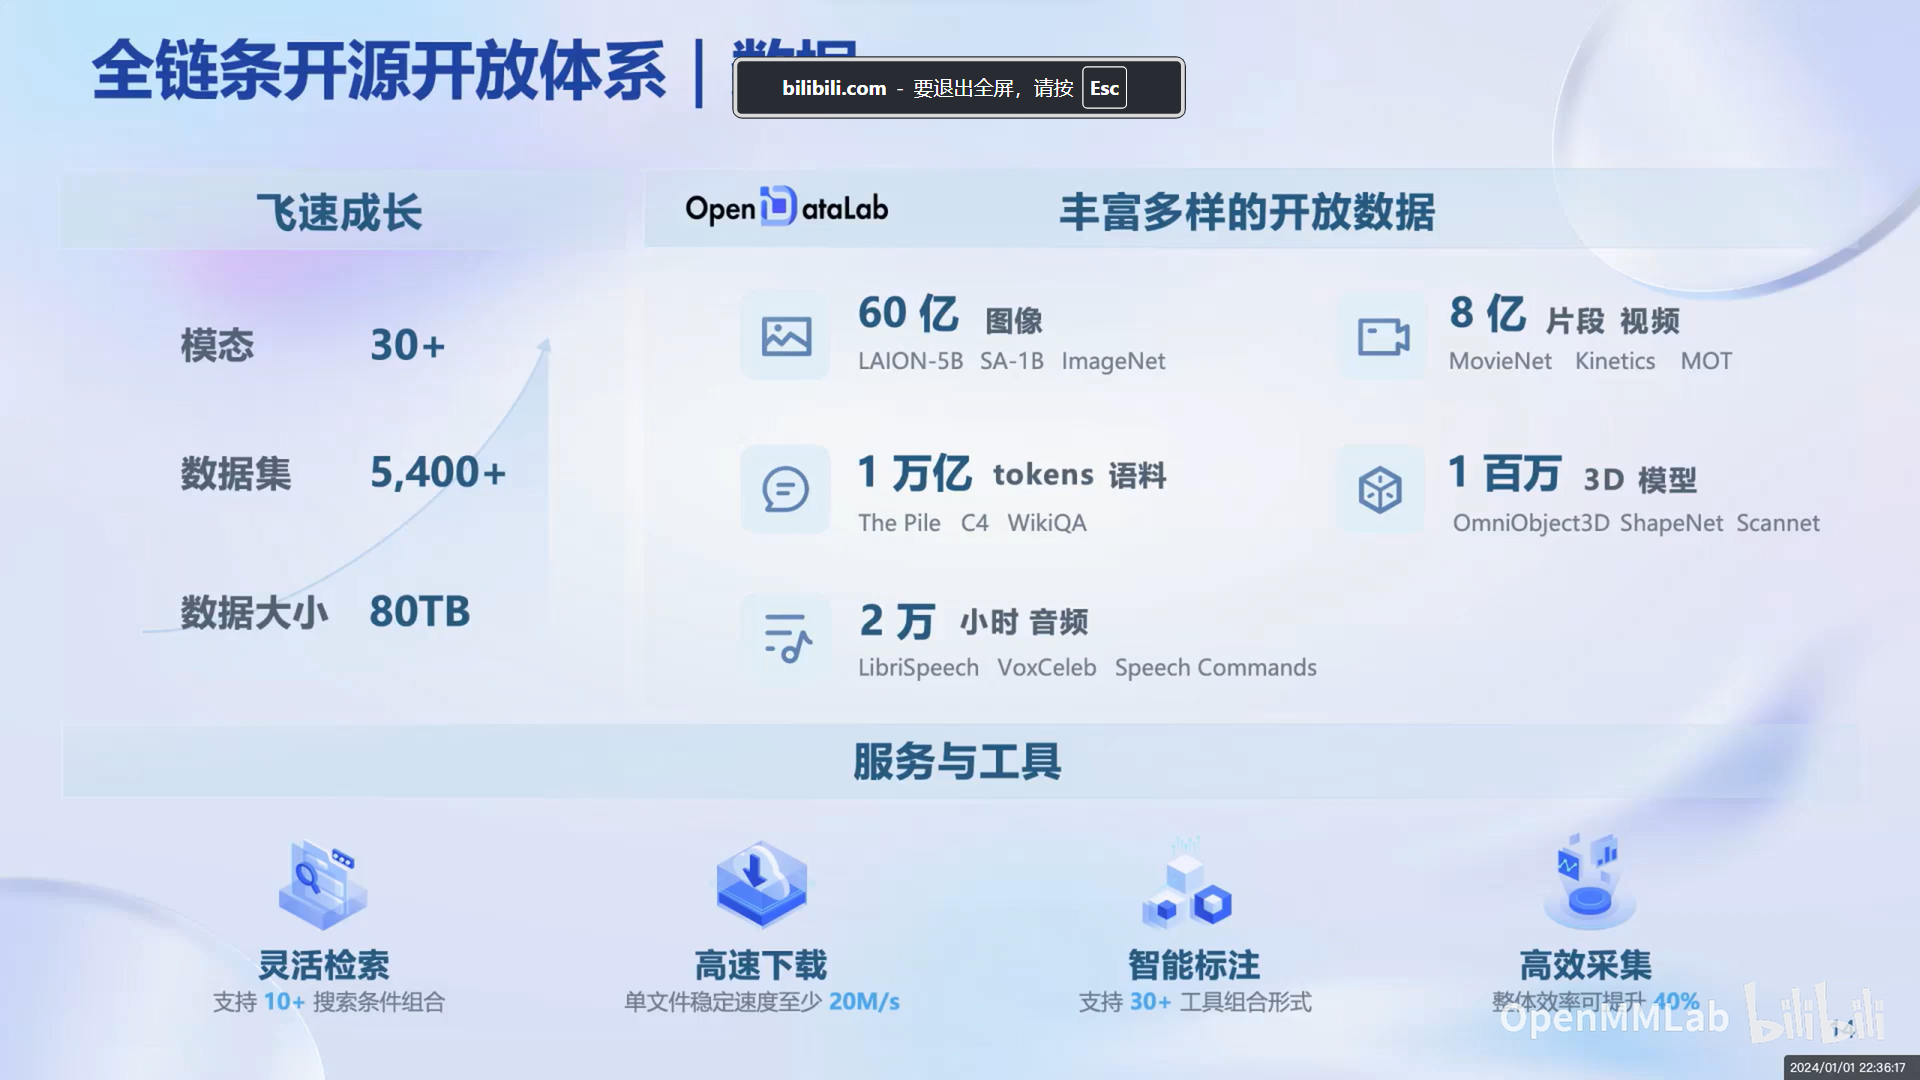 全链条开源开放体系 | 数据
bilibili.com - 要退出全屏，请按 Esc
飞速成长
模态 30+
数据集 5,400+
数据大小 80TB
OpenDataLab 丰富多样的开放数据
60 亿 图像
LAION-5B SA-1B ImageNet
8 亿 片段 视频
MovieNet Kinetics MOT
1 万亿 tokens 语料
The Pile C4 WikiQA
1 百万 3D 模型
OmniObject3D ShapeNet Scannet
2 万 小时 音频
LibriSpeech VoxCeleb Speech Commands
服务与工具
灵活检索
支持 10+ 搜索条件组合
高速下载
单文件稳定速度至少 20M/s
智能标注
支持 30+ 工具组合形式
高效采集
整体效率可提升 40%
OpenMMLab bilibili
14
2024/01/01 22:36:17